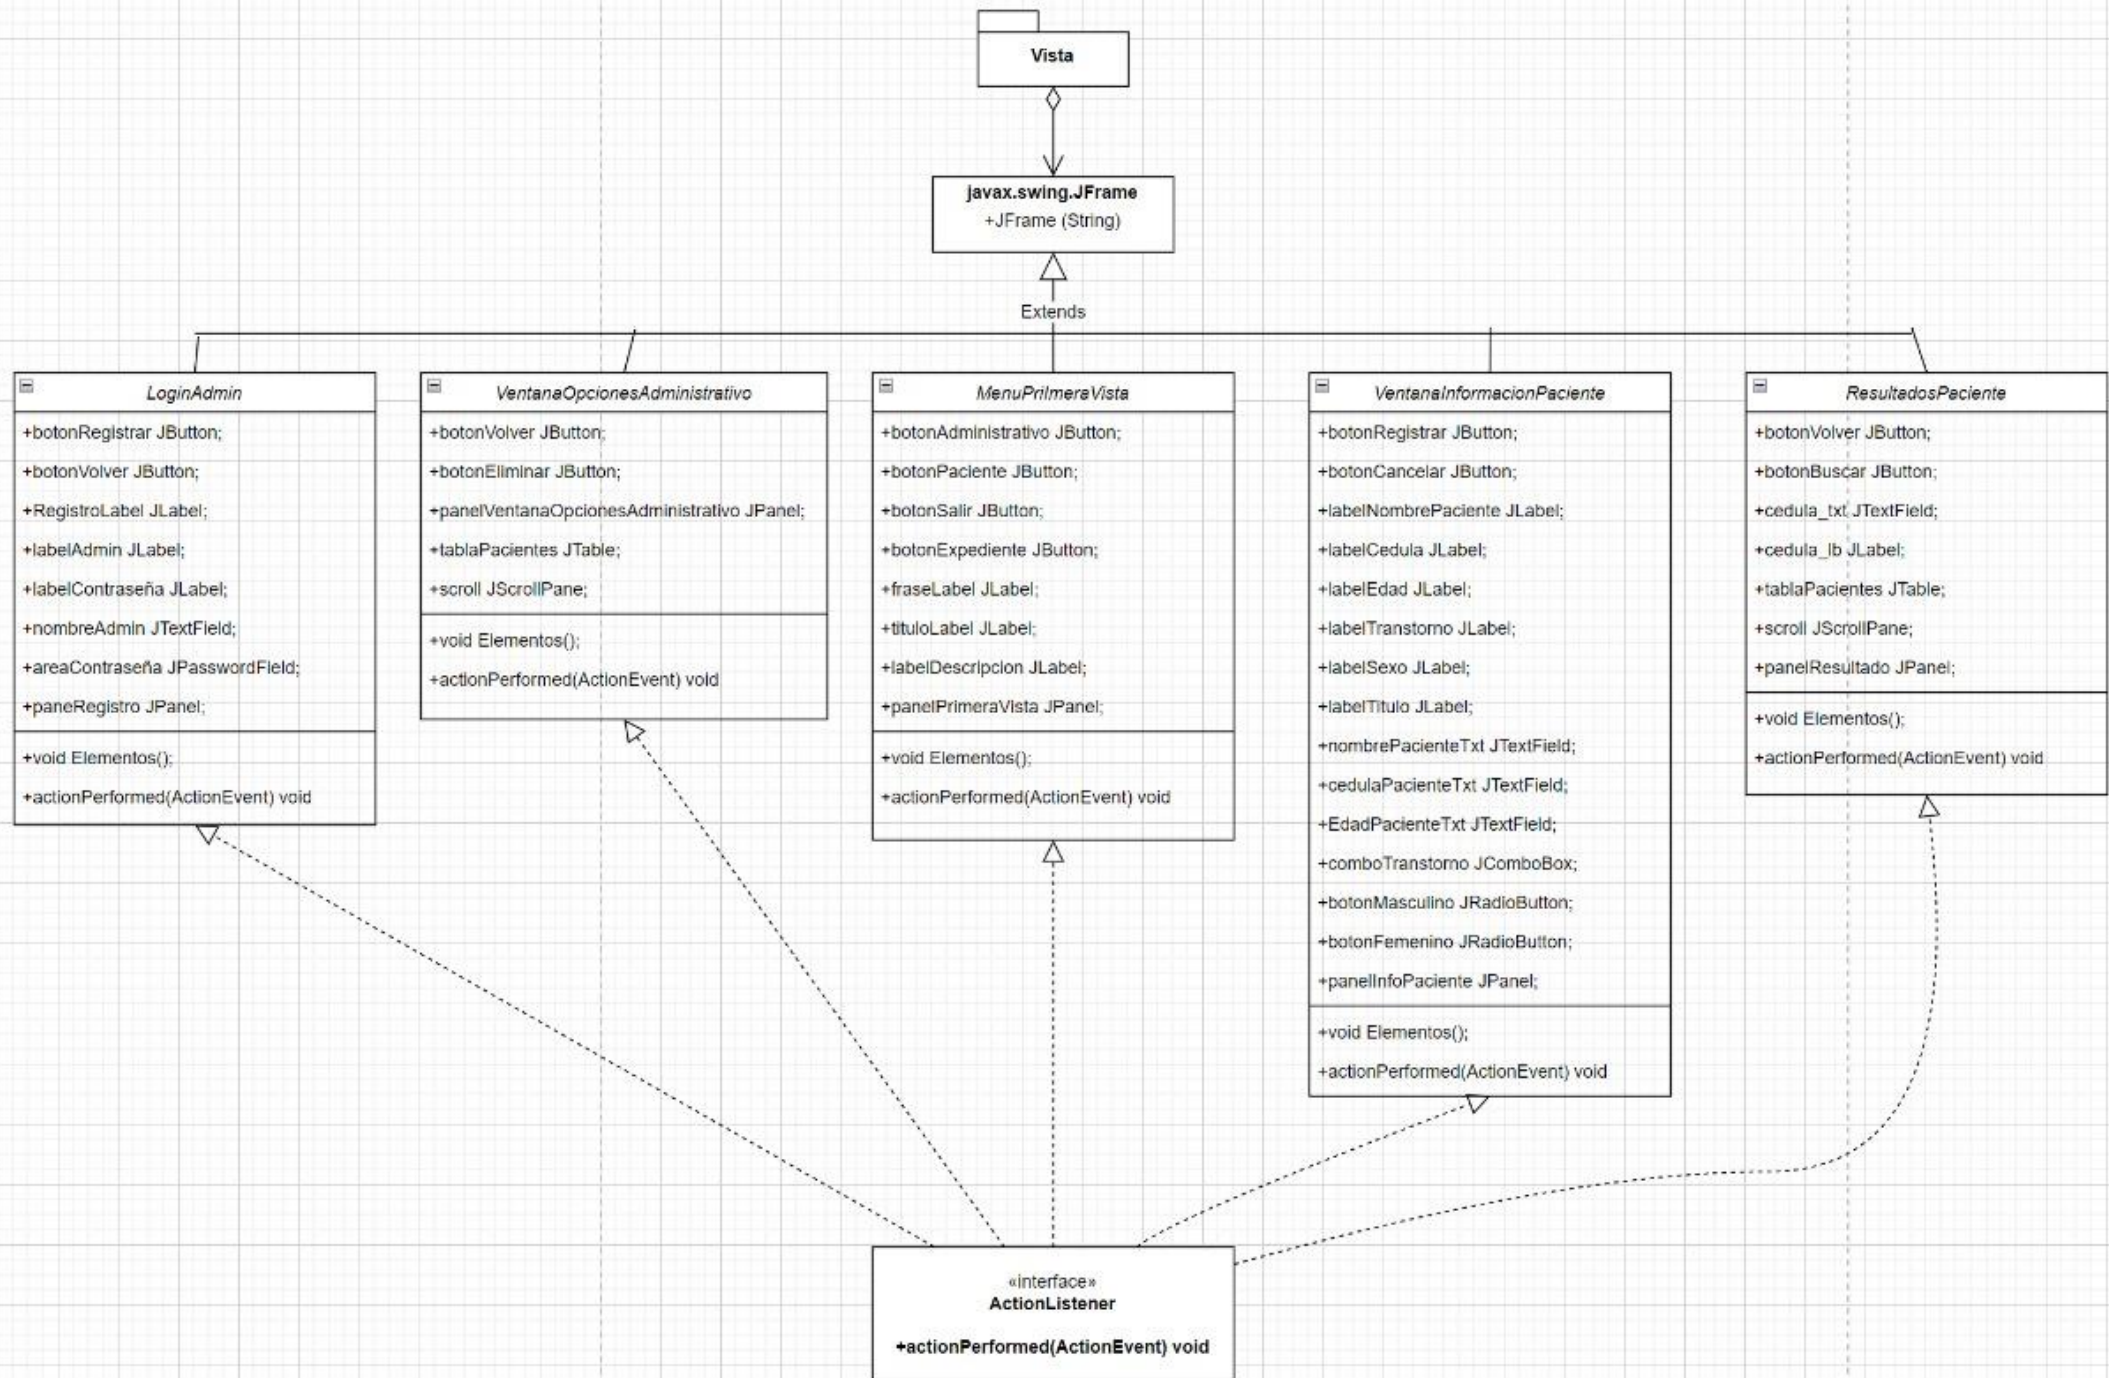 Vista
javax.swing.JFrame
+JFrame (String)
Extends
LoginAdmin
+botonRegistrar JButton;
+botonVolver JButton;
+RegistroLabel JLabel;
+labelAdmin JLabel;
+labelContraseña JLabel;
+nombreAdmin JTextField;
+areaContraseña JPasswordField;
+paneRegistro JPanel;
+void Elementos();
+actionPerformed(ActionEvent) void
VentanaOpcionesAdministrativo
+botonVolver JButton;
+botonEliminar JButton;
+panelVentanaOpcionesAdministrativo JPanel;
+tablaPacientes JTable;
+scroll JScrollPane;
+void Elementos();
+actionPerformed(ActionEvent) void
MenuPrilmeraVista
+botonAdministrativo JButton;
+botonPaciente JButton;
+botonSalir JButton;
+botonExpediente JButton;
+fraseLabel JLabel;
+tituloLabel JLabel;
+labelDescripcion JLabel;
+panelPrimeraVista JPanel;
+void Elementos();
+actionPerformed(ActionEvent) void
VentanaInformacionPaciente
+botonRegistrar JButton;
+botonCancelar JButton;
+labelNombrePaciente JLabel;
+labelCedula JLabel;
+labelEdad JLabel;
+labelTranstorno JLabel;
+labelSexo JLabel;
+labelTitulo JLabel;
+nombrePacienteTxt JTextField;
+cedulaPacienteTxt JTextField;
+EdadPacienteTxt JTextField;
+comboTranstorno JComboBox;
+botonMasculino JRadioButton;
+botonFemenino JRadioButton;
+panelInfoPaciente JPanel;
+void Elementos();
+actionPerformed(ActionEvent) void
ResultadosPaciente
+botonVolver JButton;
+botonBuscar JButton;
+cedula_txt JTextField;
+cedula_lb JLabel;
+tablaPacientes JTable;
+scroll JScrollPane;
+panelResultado JPanel;
+void Elementos();
+actionPerformed(ActionEvent) void
«interface»
ActionListener
+actionPerformed(ActionEvent) void